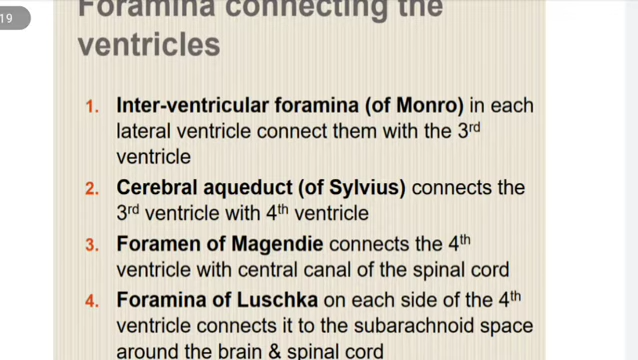 19
Foramina connecting the
ventricles
1. Inter-ventricular foramina (of Monro) in each
lateral ventricle connect them with the 3rd
ventricle
2. Cerebral aqueduct (of Sylvius) connects the
3rd ventricle with 4th ventricle
3. Foramen of Magendie connects the 4th
ventricle with central canal of the spinal cord
4. Foramina of Luschka on each side of the 4th
ventricle connects it to the subarachnoid space
around the brain & spinal cord